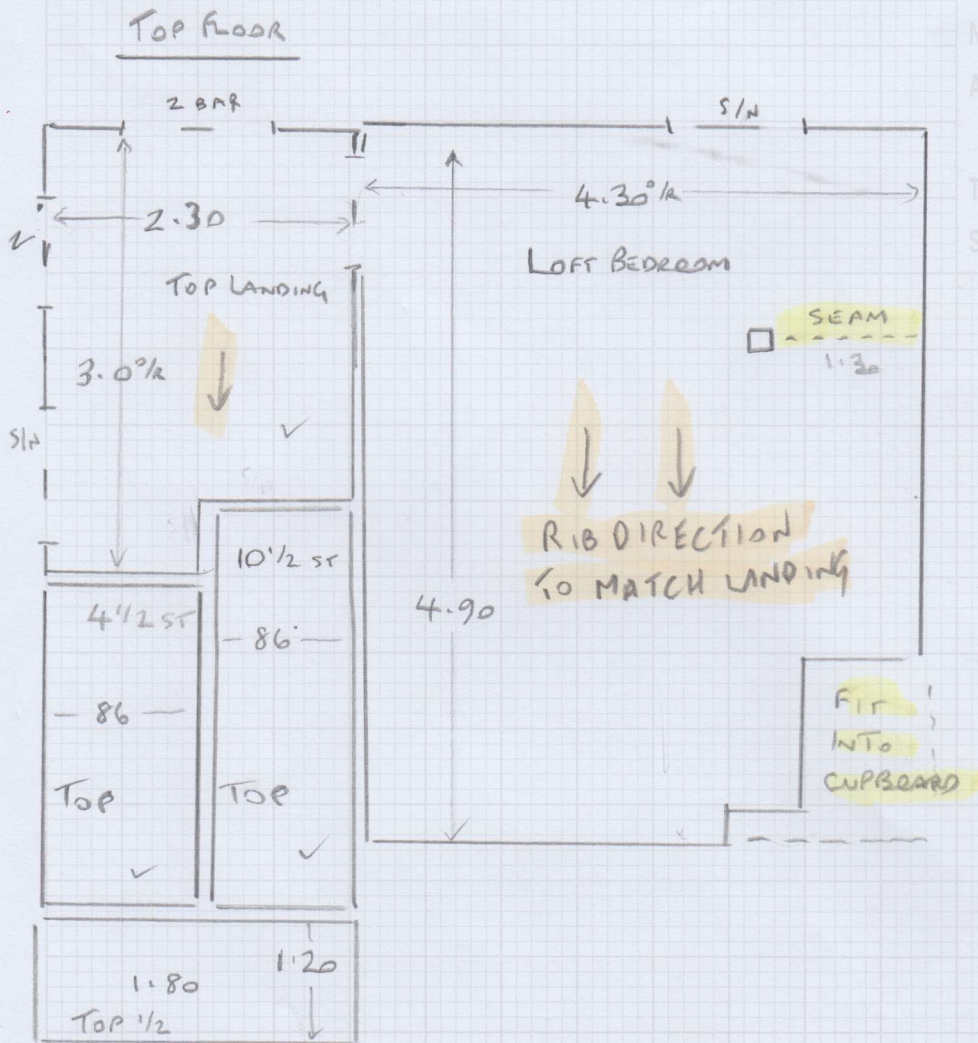 TOP FLOOR
2 BAR
S/N
2.30
4.30°/R
TOP LANDING
LOFT BEDROOM
SEAM
1.30
3.0°/R
S/N
RIB DIRECTION
TO MATCH LANDING
10 1/2 ST
4 1/2 ST
86
4.90
86
FIT
INTO
CUPBOARD
TOP
TOP
1.20
1.80
TOP 1/2